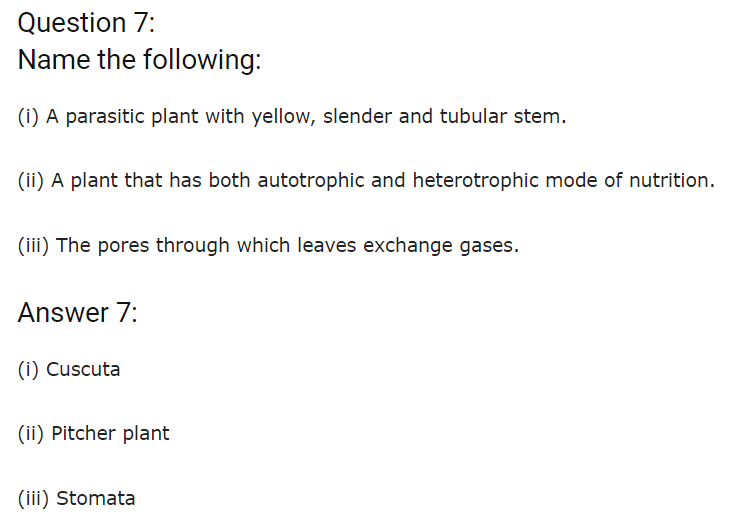 Question 7:
Name the following:
(i) A parasitic plant with yellow, slender and tubular stem.
(ii) A plant that has both autotrophic and heterotrophic mode of nutrition.
(iii) The pores through which leaves exchange gases.
Answer 7:
(i) Cuscuta
(ii) Pitcher plant
(iii) Stomata